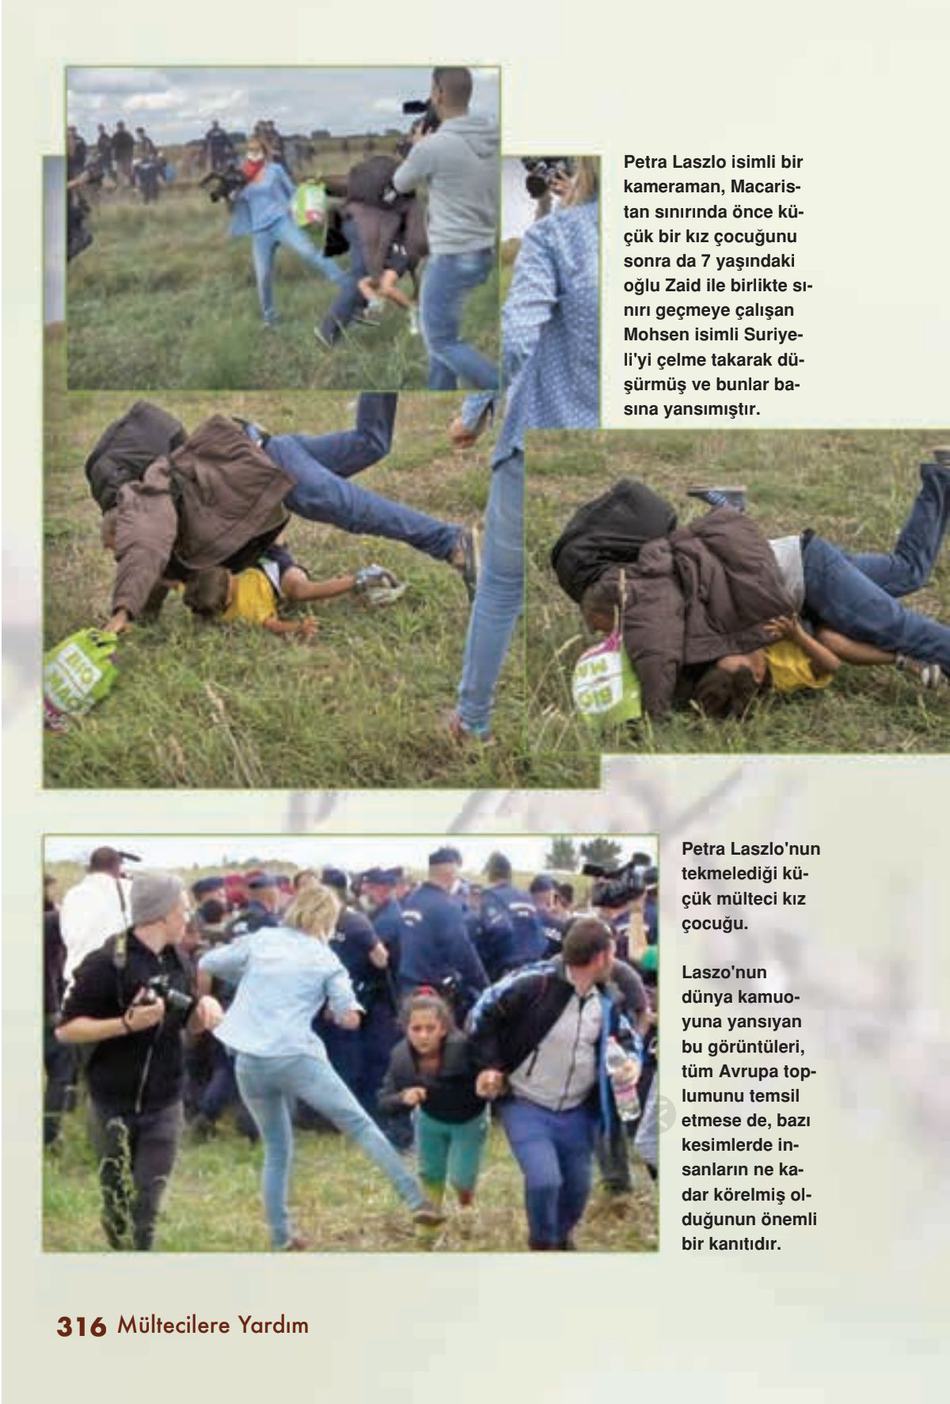 Petra Laszlo isimli bir
kameraman, Macaris-
tan sınırında önce kü-
çük bir kız çocuğunu
sonra da 7 yaşındaki
oğlu Zaid ile birlikte sı-
nırı geçmeye çalışan
Mohsen isimli Suriye-
li'yi çelme takarak dü-
şürmüş ve bunlar ba-
sına yansımıştır.
BIO
MAC
BIO
MA
Petra Laszlo'nun
tekmelediği kü-
çük mülteci kız
çocuğu.
Laszo'nun
dünya kamuo-
yuna yansıyan
bu görüntüleri,
tüm Avrupa top-
lumunu temsil
etmese de, bazı
kesimlerde in-
sanların ne ka-
dar körelmiş ol-
duğunun önemli
bir kanıtıdır.
316 Mültecilere Yardım